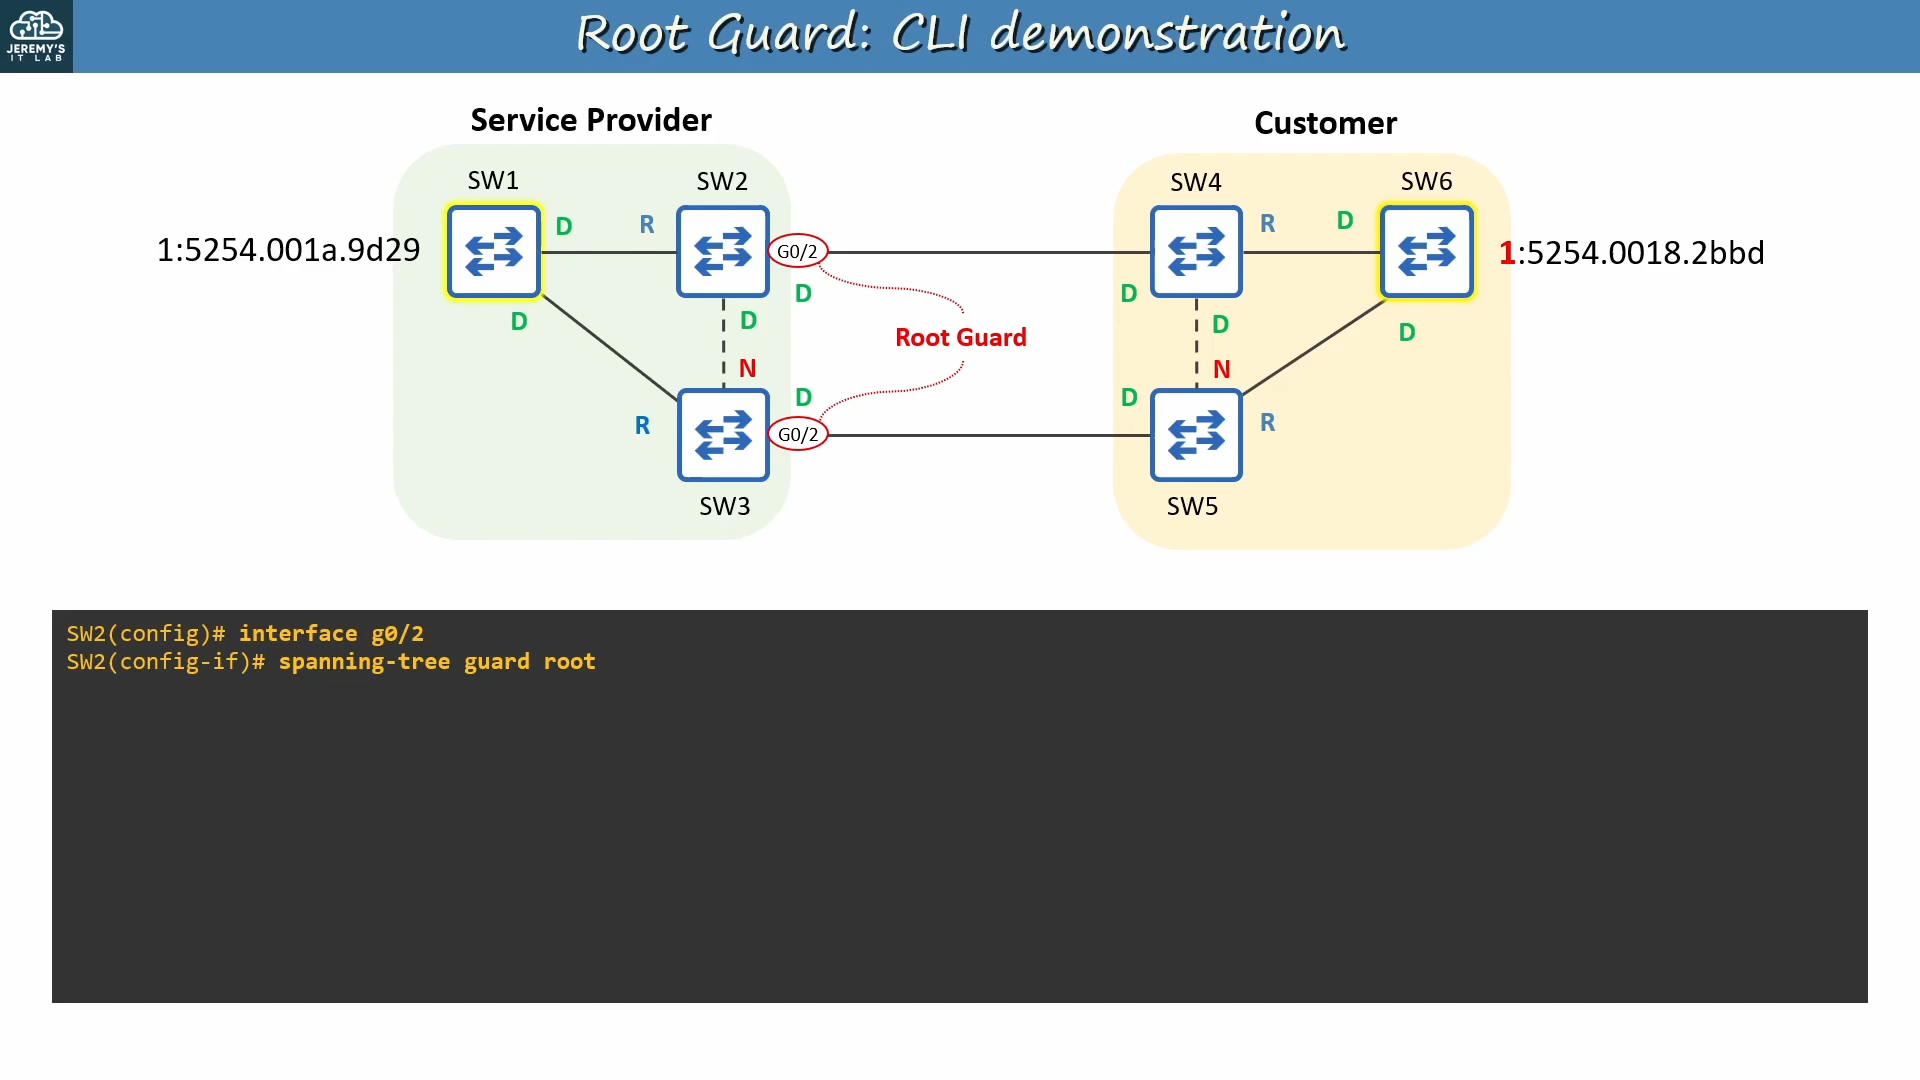 JEREMY'S
IT LAB
Root Guard: CLI demonstration
Service Provider
Customer
SW1
SW2
SW4
SW6
D
R
R
D
1:5254.001a.9d29
G0/2
1:5254.0018.2bbd
D
D
D
D
D
D
Root Guard
N
N
D
D
R
G0/2
R
SW3
SW5
SW2(config)# interface g0/2
SW2(config-if)# spanning-tree guard root